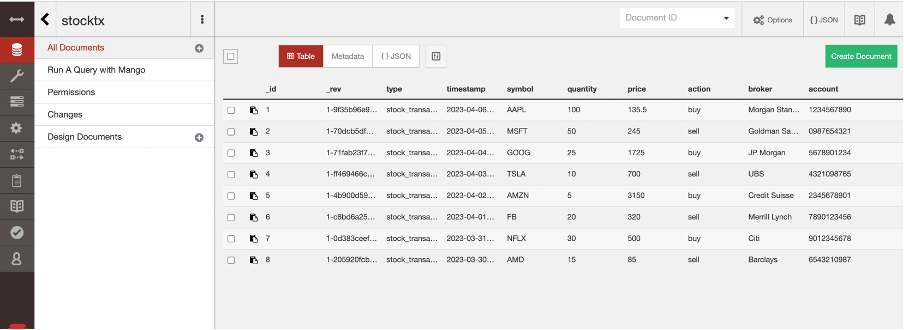 stocktx
Document ID
Options
{ } JSON
All Documents
Run A Query with Mango
Permissions
Changes
Design Documents
Table
Metadata
{ } JSON
Create Document
_id _rev type timestamp symbol quantity price action broker account
1 1-9f35b96e9... stock_transa... 2023-04-06... AAPL 100 135.5 buy Morgan Stan... 1234567890
2 1-70dcb5df... stock_transa... 2023-04-05... MSFT 50 245 sell Goldman Sa... 0987654321
3 1-71fab23f7... stock_transa... 2023-04-04... GOOG 25 1725 buy JP Morgan 5678901234
4 1-ff469466c... stock_transa... 2023-04-03... TSLA 10 700 sell UBS 4321098765
5 1-4b900d59... stock_transa... 2023-04-02... AMZN 5 3150 buy Credit Suisse 2345678901
6 1-c8bd6a25... stock_transa... 2023-04-01... FB 20 320 sell Merrill Lynch 7890123456
7 1-0d383ceef... stock_transa... 2023-03-31... NFLX 30 500 buy Citi 9012345678
8 1-205920fcb... stock_transa... 2023-03-30... AMD 15 85 sell Barclays 6543210987